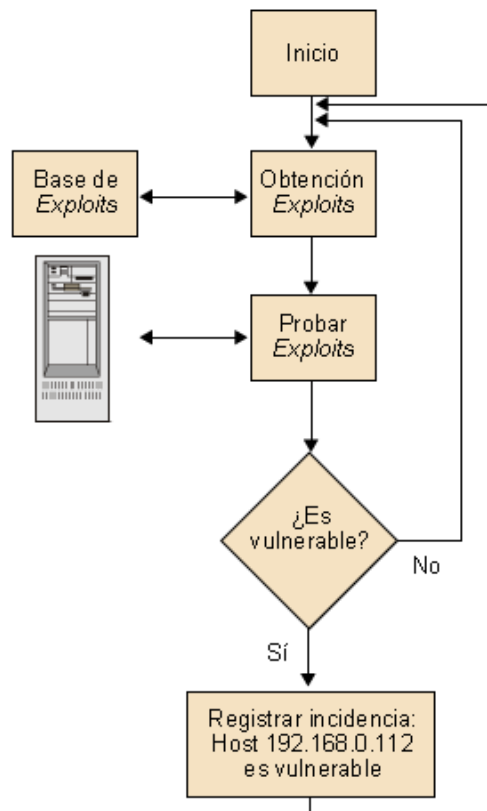 Inicio
Base de
Exploits
Obtención
Exploits
Probar
Exploits
¿Es
vulnerable?
No
Sí
Registrar incidencia:
Host 192.168.0.112
es vulnerable